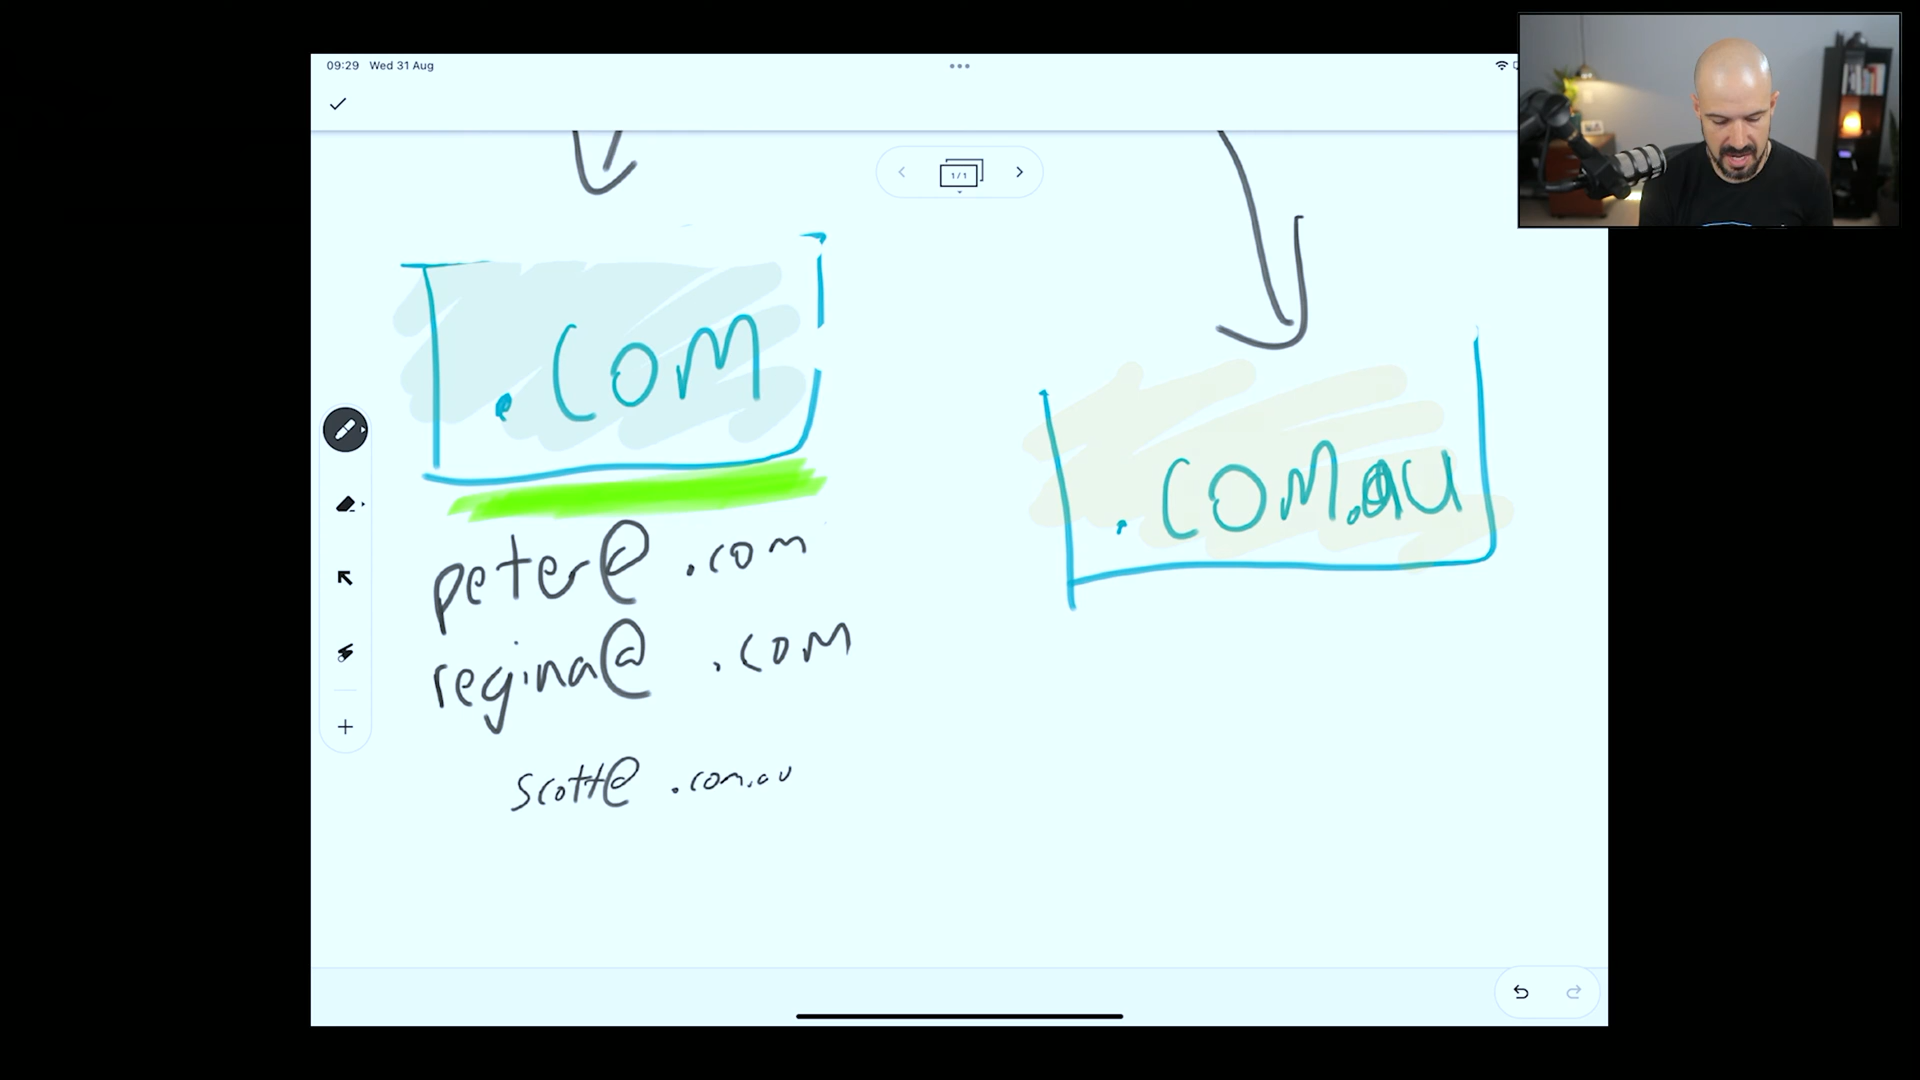 09:29 Wed 31 Aug
1/1
.COM
.COM.au
peter@ .com
regina@ .com
scott@ .com.au